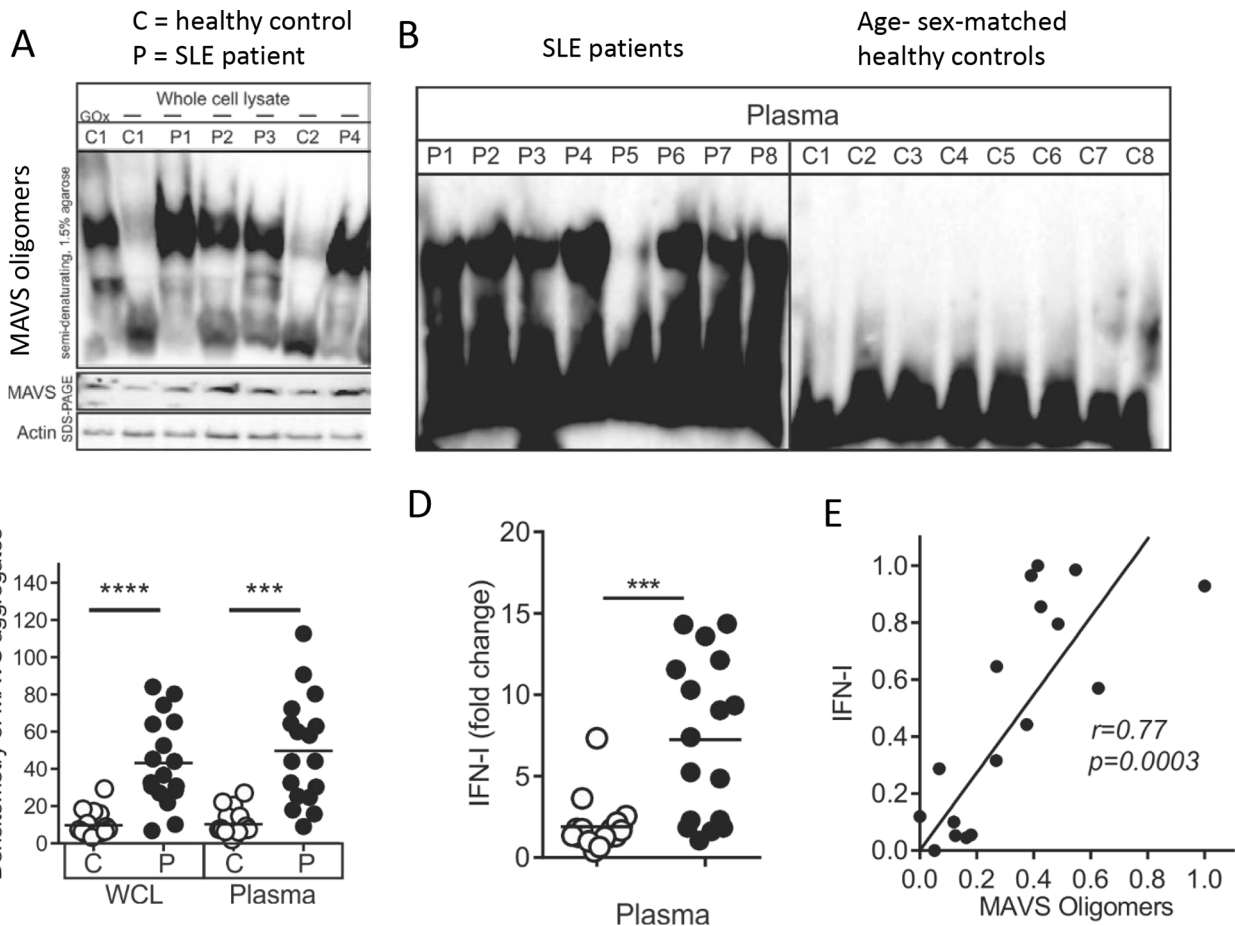 A
C = healthy control
P = SLE patient
Whole cell lysate
GOx – – – – – –
C1 C1 P1 P2 P3 C2 P4
MAVS oligomers
semi-denaturating, 1.5% agarose
MAVS
SDS-PAGE
Actin
B
SLE patients
Age- sex-matched
healthy controls
Plasma
P1 P2 P3 P4 P5 P6 P7 P8 C1 C2 C3 C4 C5 C6 C7 C8
140
120
100
80
60
40
20
0
**** ***
C P C P
WCL Plasma
D
IFN-I (fold change)
20
15
10
5
0
***
Plasma
E
IFN-I
1.0
0.8
0.6
0.4
0.2
0.0
r=0.77
p=0.0003
0.0 0.2 0.4 0.6 0.8 1.0
MAVS Oligomers